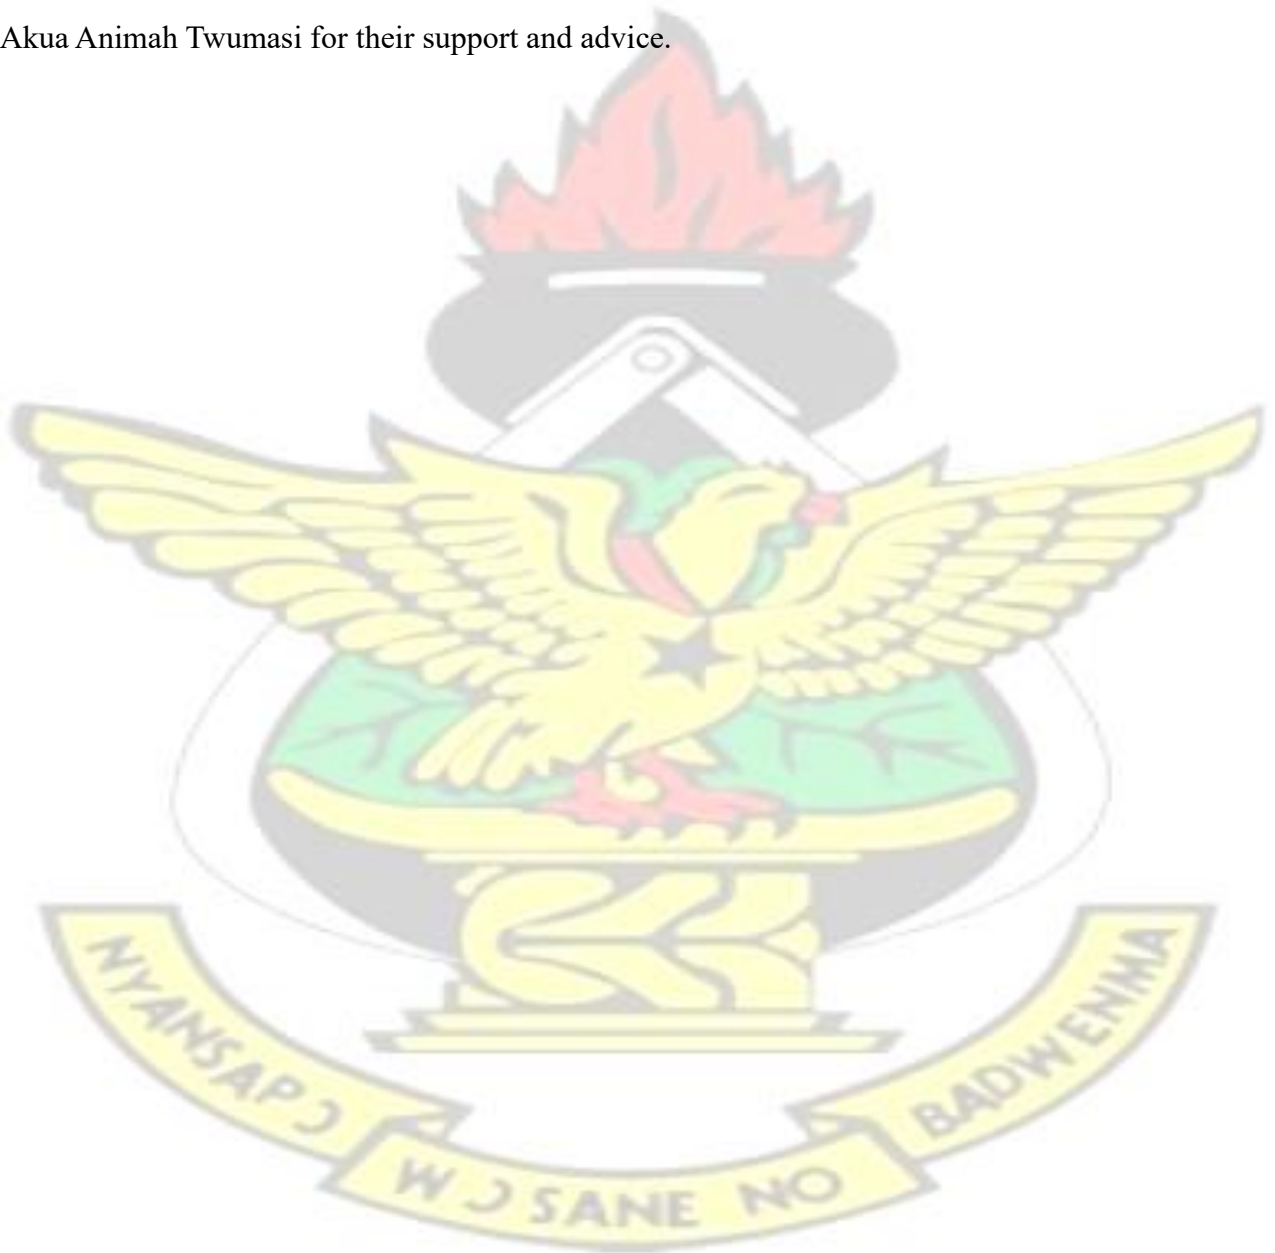 Akua Animah Twumasi for their support and advice.
NYANSAPƆ
WƆSANE NO
BADWENMA